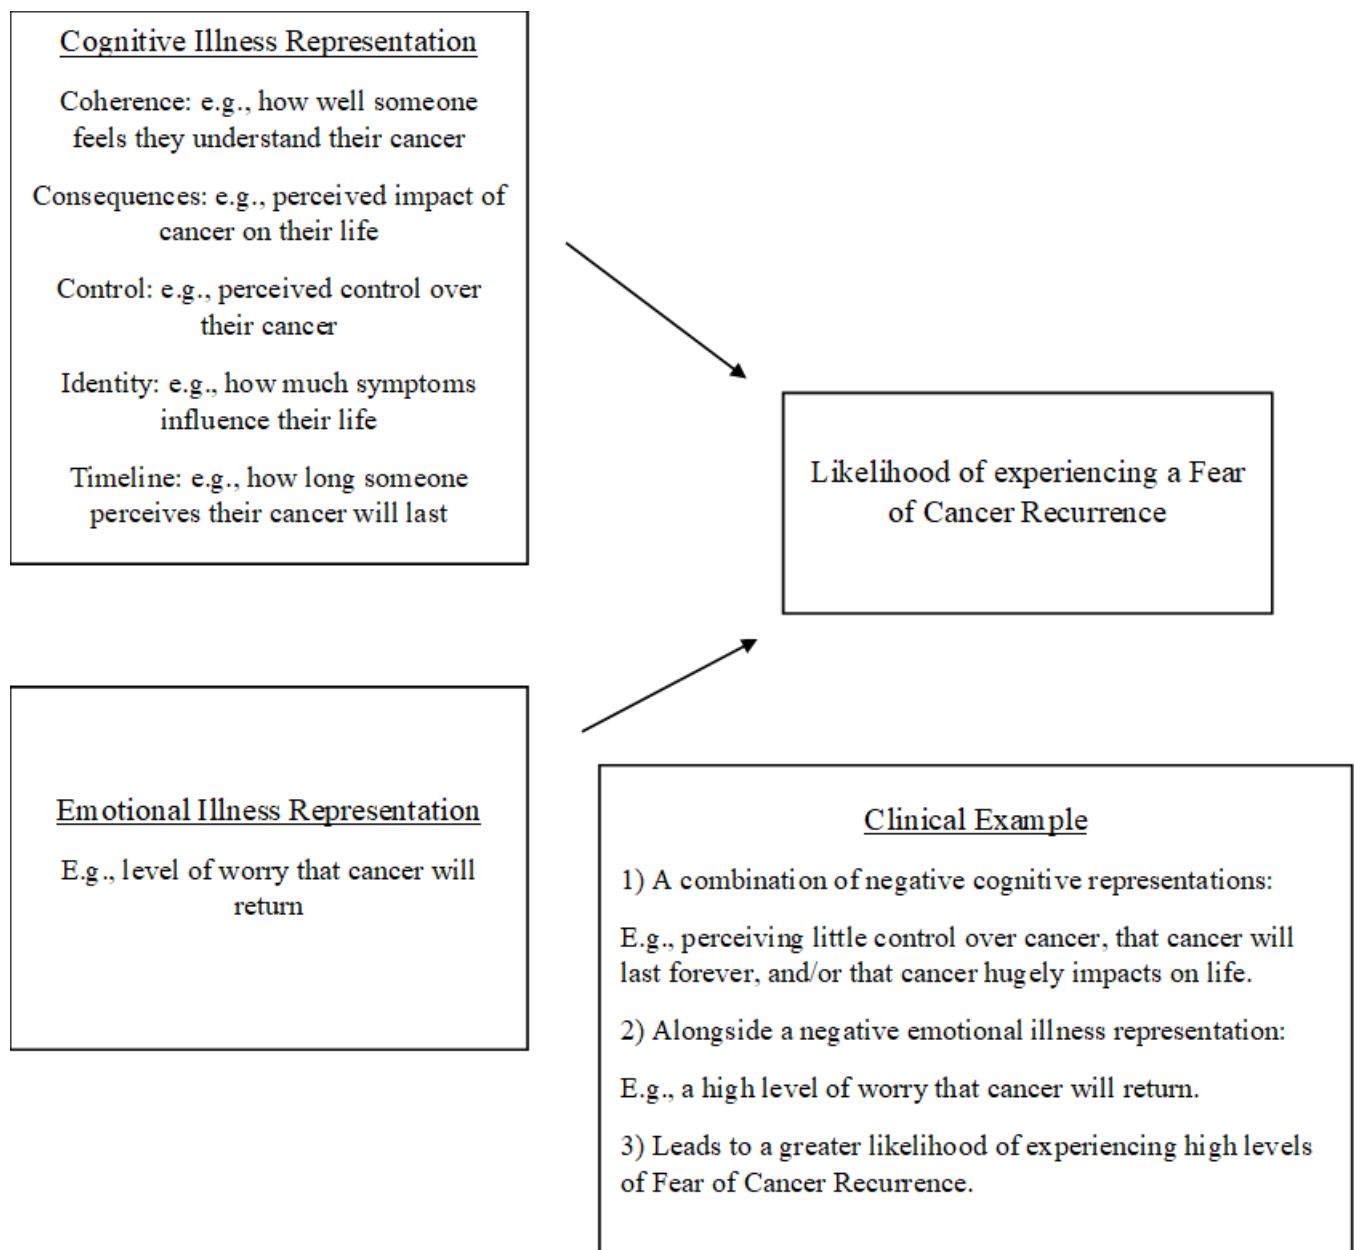 Cognitive Illness Representation
Coherence: e.g., how well someone
feels they understand their cancer
Consequences: e.g., perceived impact of
cancer on their life
Control: e.g., perceived control over
their cancer
Identity: e.g., how much symptoms
influence their life
Timeline: e.g., how long someone
perceives their cancer will last
Likelihood of experiencing a Fear
of Cancer Recurrence
Emotional Illness Representation
E.g., level of worry that cancer will
return
Clinical Example
1) A combination of negative cognitive representations:
E.g., perceiving little control over cancer, that cancer will
last forever, and/or that cancer hugely impacts on life.
2) Alongside a negative emotional illness representation:
E.g., a high level of worry that cancer will return.
3) Leads to a greater likelihood of experiencing high levels
of Fear of Cancer Recurrence.